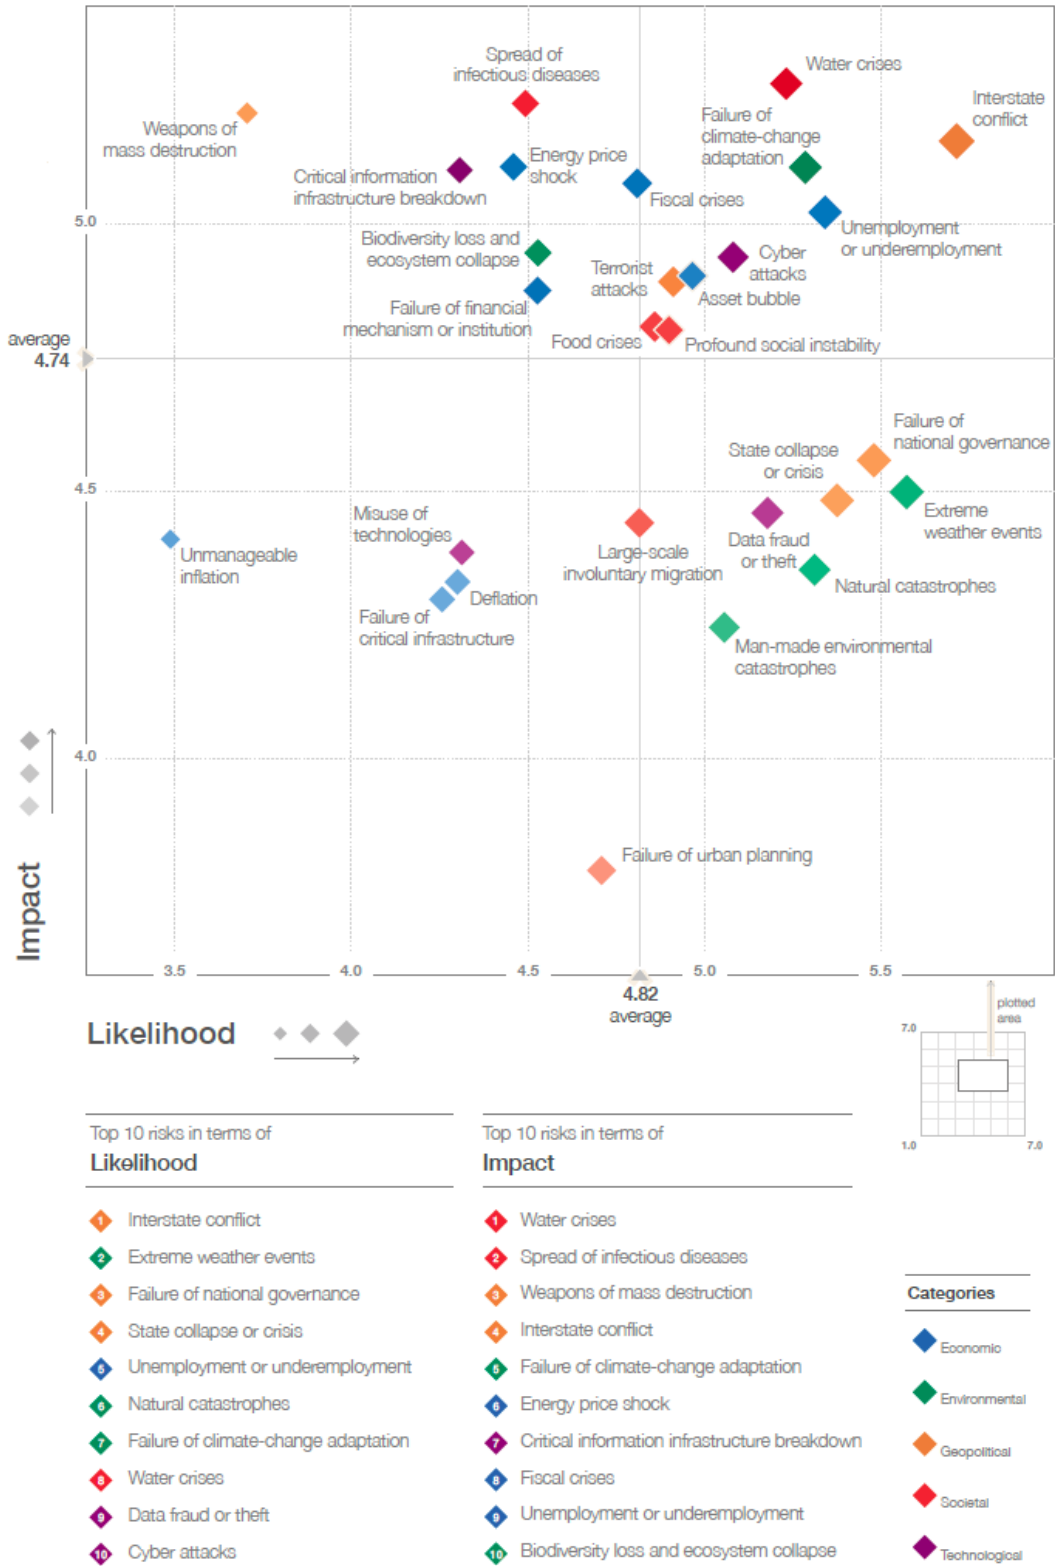 Spread of
infectious diseases
Water crises
Interstate
conflict
Weapons of
mass destruction
Failure of
climate-change
adaptation
Energy price
shock
Critical information
infrastructure breakdown
Fiscal crises
5.0
Unemployment
or underemployment
Biodiversity loss and
ecosystem collapse
Cyber
attacks
Terrorist
attacks
Asset bubble
Failure of financial
mechanism or institution
Food crises
Profound social instability
average
4.74
Failure of
national governance
State collapse
or crisis
4.5
Extreme
weather events
Misuse of
technologies
Data fraud
or theft
Unmanageable
inflation
Large-scale
involuntary migration
Natural catastrophes
Deflation
Failure of
critical infrastructure
Man-made environmental
catastrophes
4.0
Failure of urban planning
Impact
3.5
4.0
4.5
5.0
5.5
4.82
average
Likelihood
plotted
area
7.0
1.0
7.0
Top 10 risks in terms of
Likelihood
1 Interstate conflict
2 Extreme weather events
3 Failure of national governance
4 State collapse or crisis
5 Unemployment or underemployment
6 Natural catastrophes
7 Failure of climate-change adaptation
8 Water crises
9 Data fraud or theft
10 Cyber attacks
Top 10 risks in terms of
Impact
1 Water crises
2 Spread of infectious diseases
3 Weapons of mass destruction
4 Interstate conflict
5 Failure of climate-change adaptation
6 Energy price shock
7 Critical information infrastructure breakdown
8 Fiscal crises
9 Unemployment or underemployment
10 Biodiversity loss and ecosystem collapse
Categories
Economic
Environmental
Geopolitical
Societal
Technological